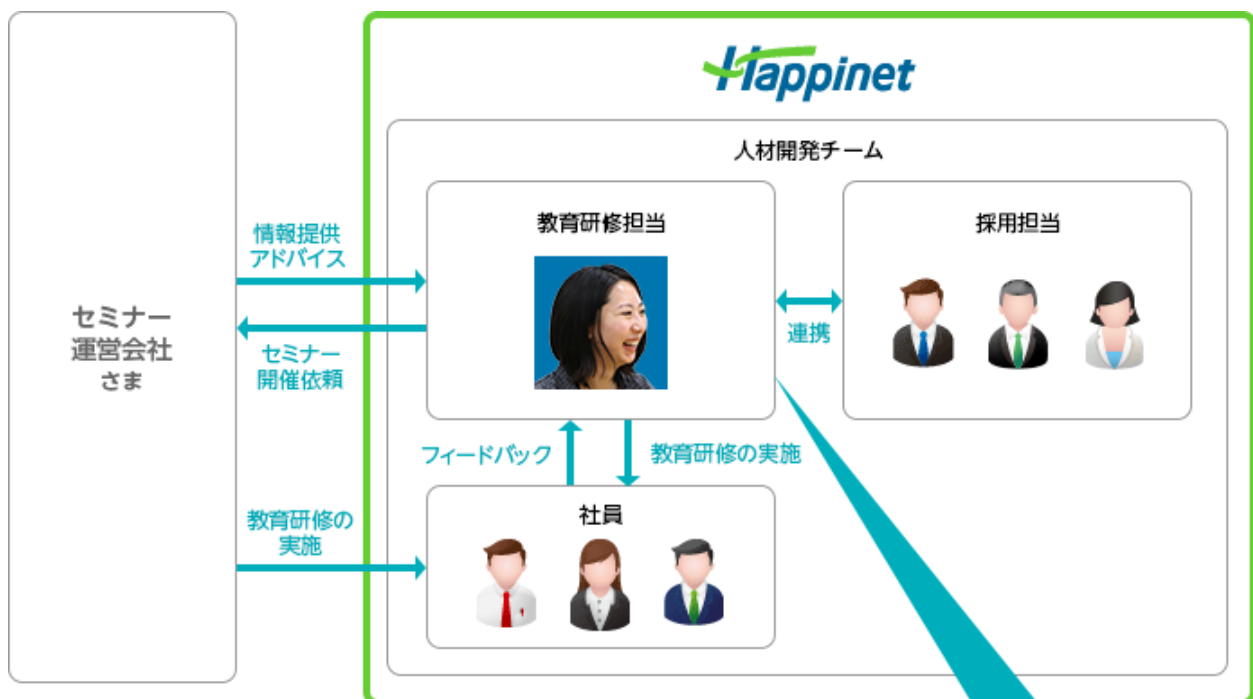 Happinet
人材開発チーム
教育研修担当
採用担当
情報提供
アドバイス
セミナー
運営会社
さま
連携
セミナー
開催依頼
フィードバック
教育研修の実施
社員
教育研修の
実施